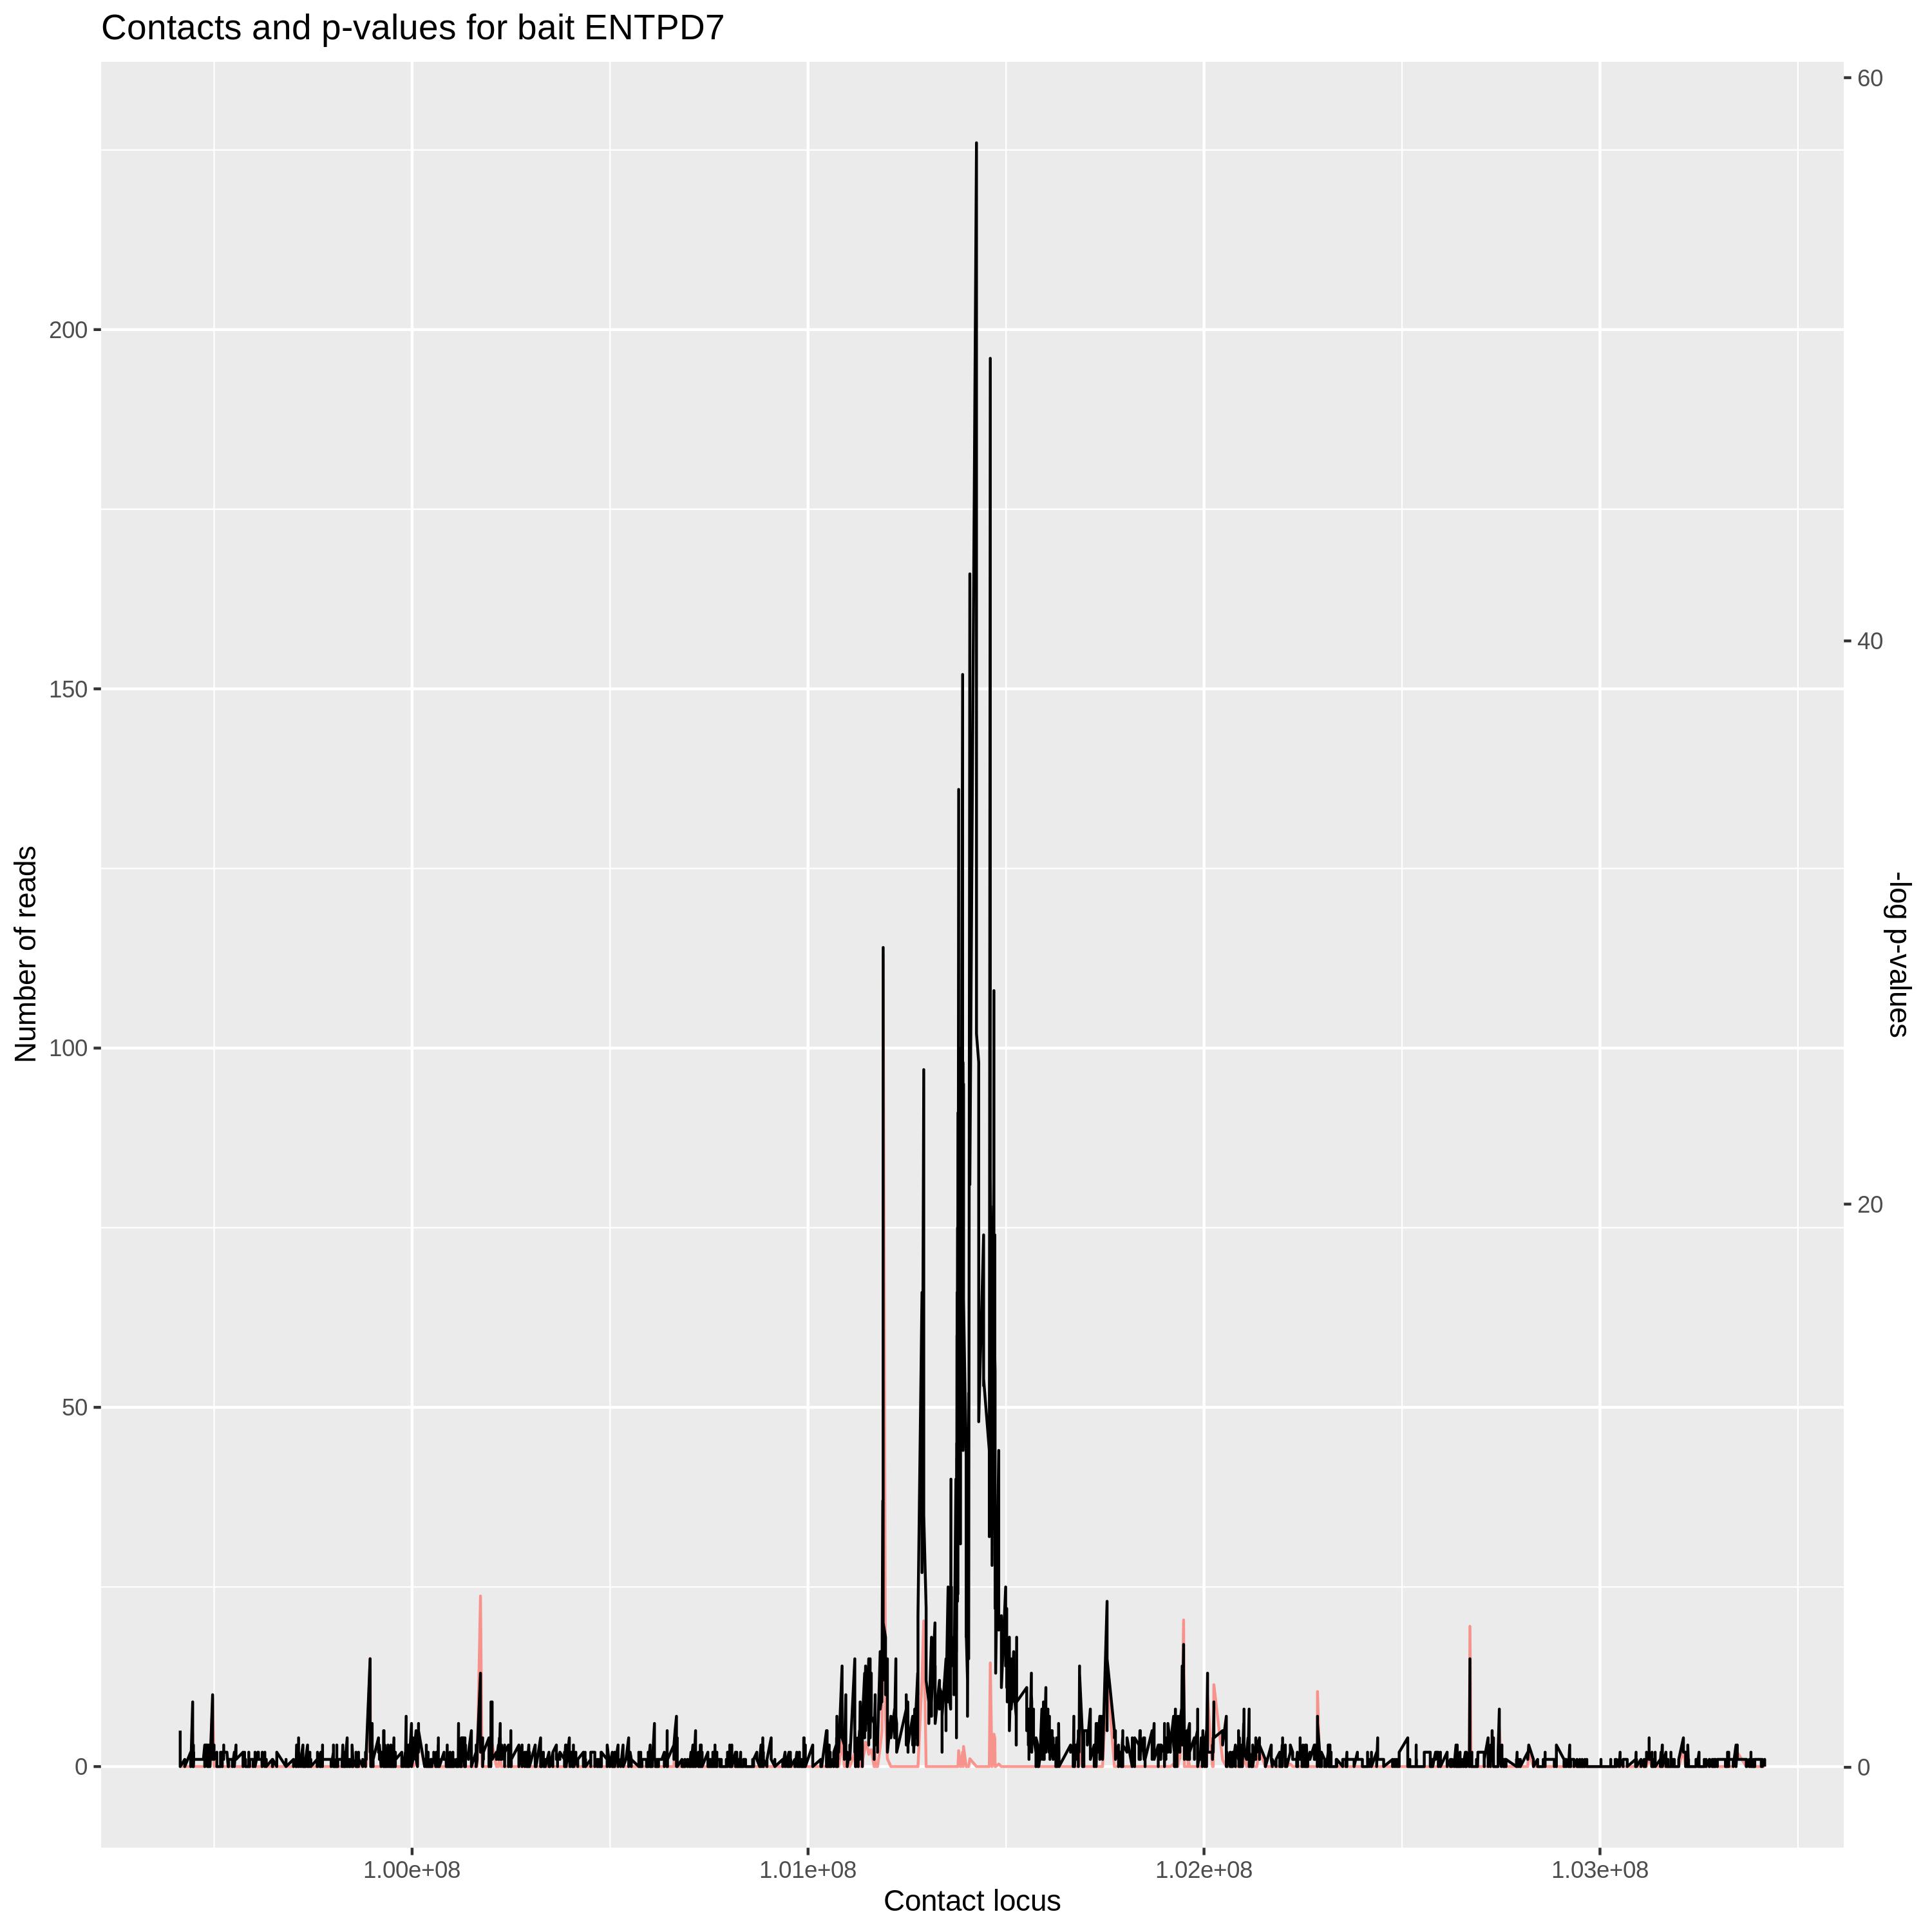 Contacts and p-values for bait ENTPD7
60
200
40
150
Number of reads
-log p-values
100
20
50
0
0
1.00e+08 1.01e+08 1.02e+08 1.03e+08
Contact locus